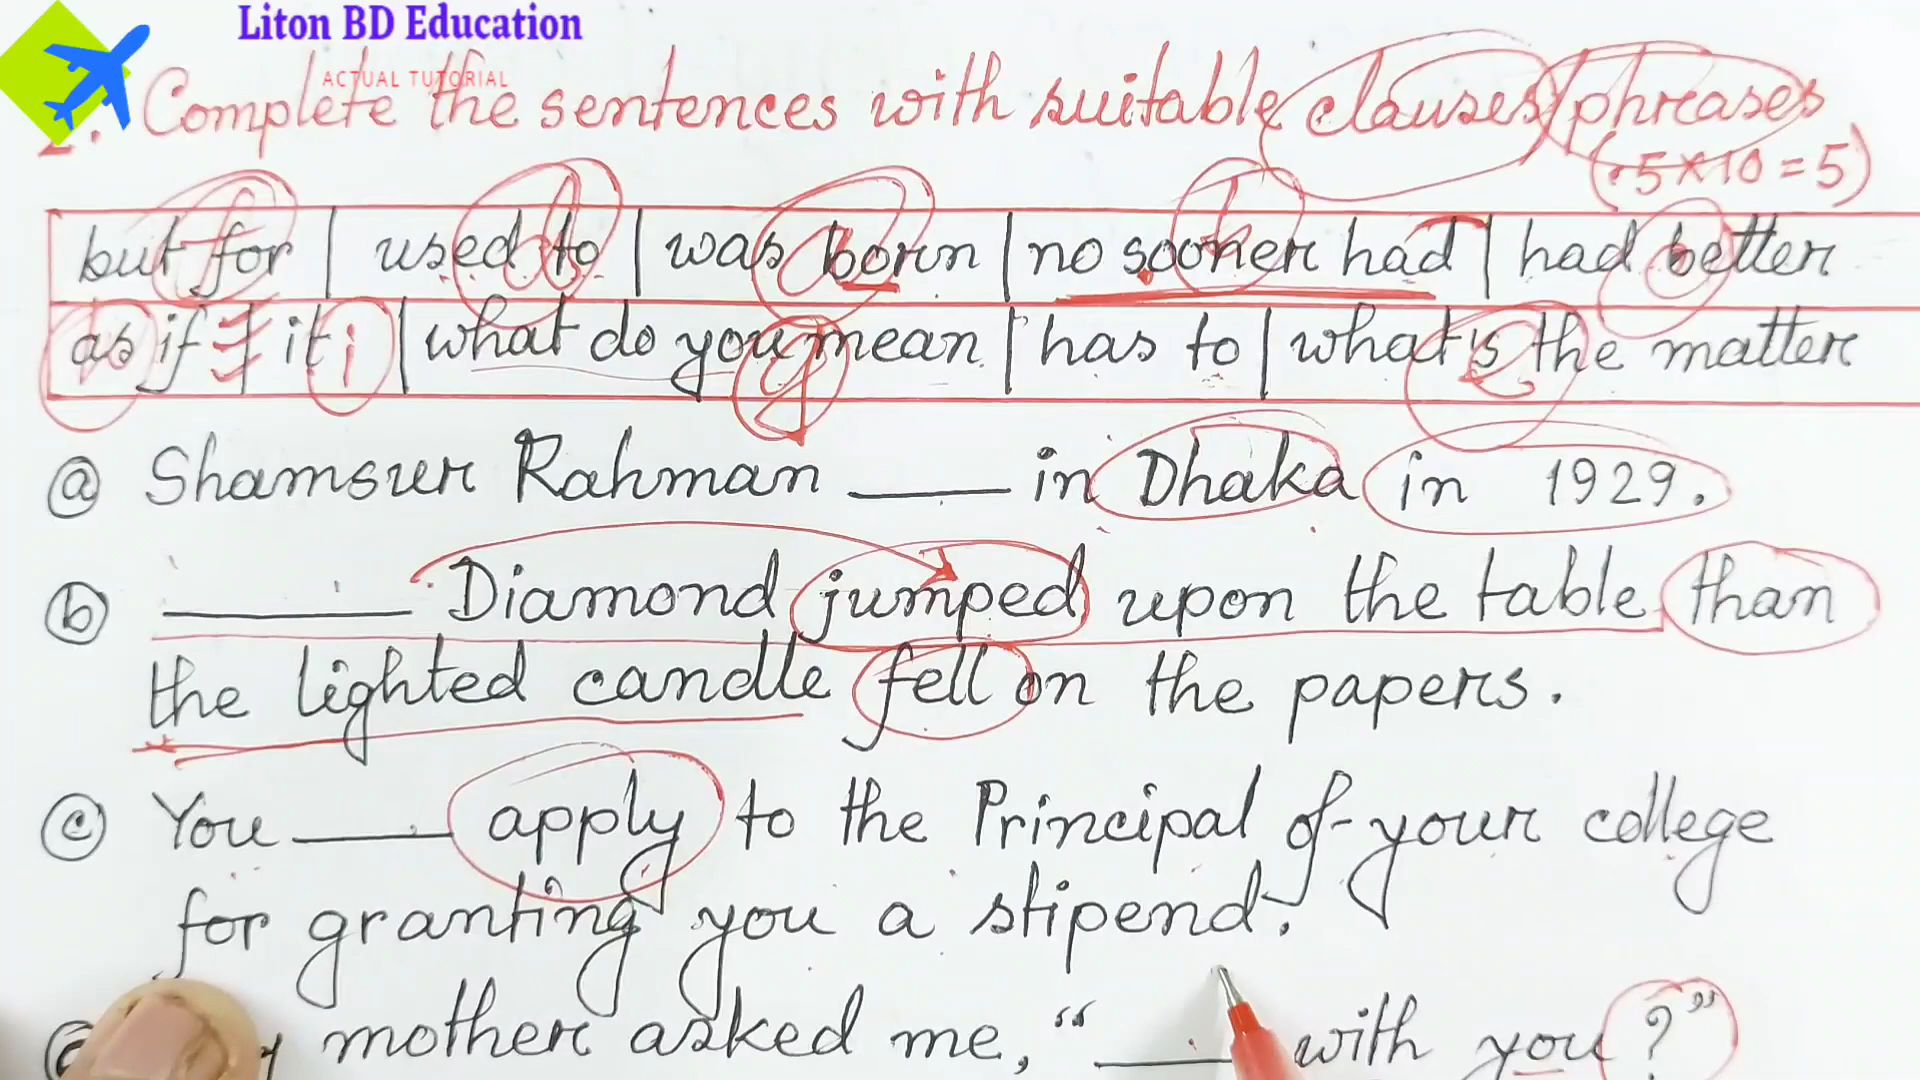 Liton BD Education
ACTUAL TUTORIAL
Complete the sentences with suitable clauses/phrases
(.5×10=5)
but for | used to | was born | no sooner had | had better
as if | it | what do you mean | has to | what's the matter
a Shamsur Rahman ____ in Dhaka in 1929.
b ____ Diamond jumped upon the table than
the lighted candle fell on the papers.
c You ____ apply to the Principal of your college
for granting you a stipend.
mother asked me, "____ with you?"